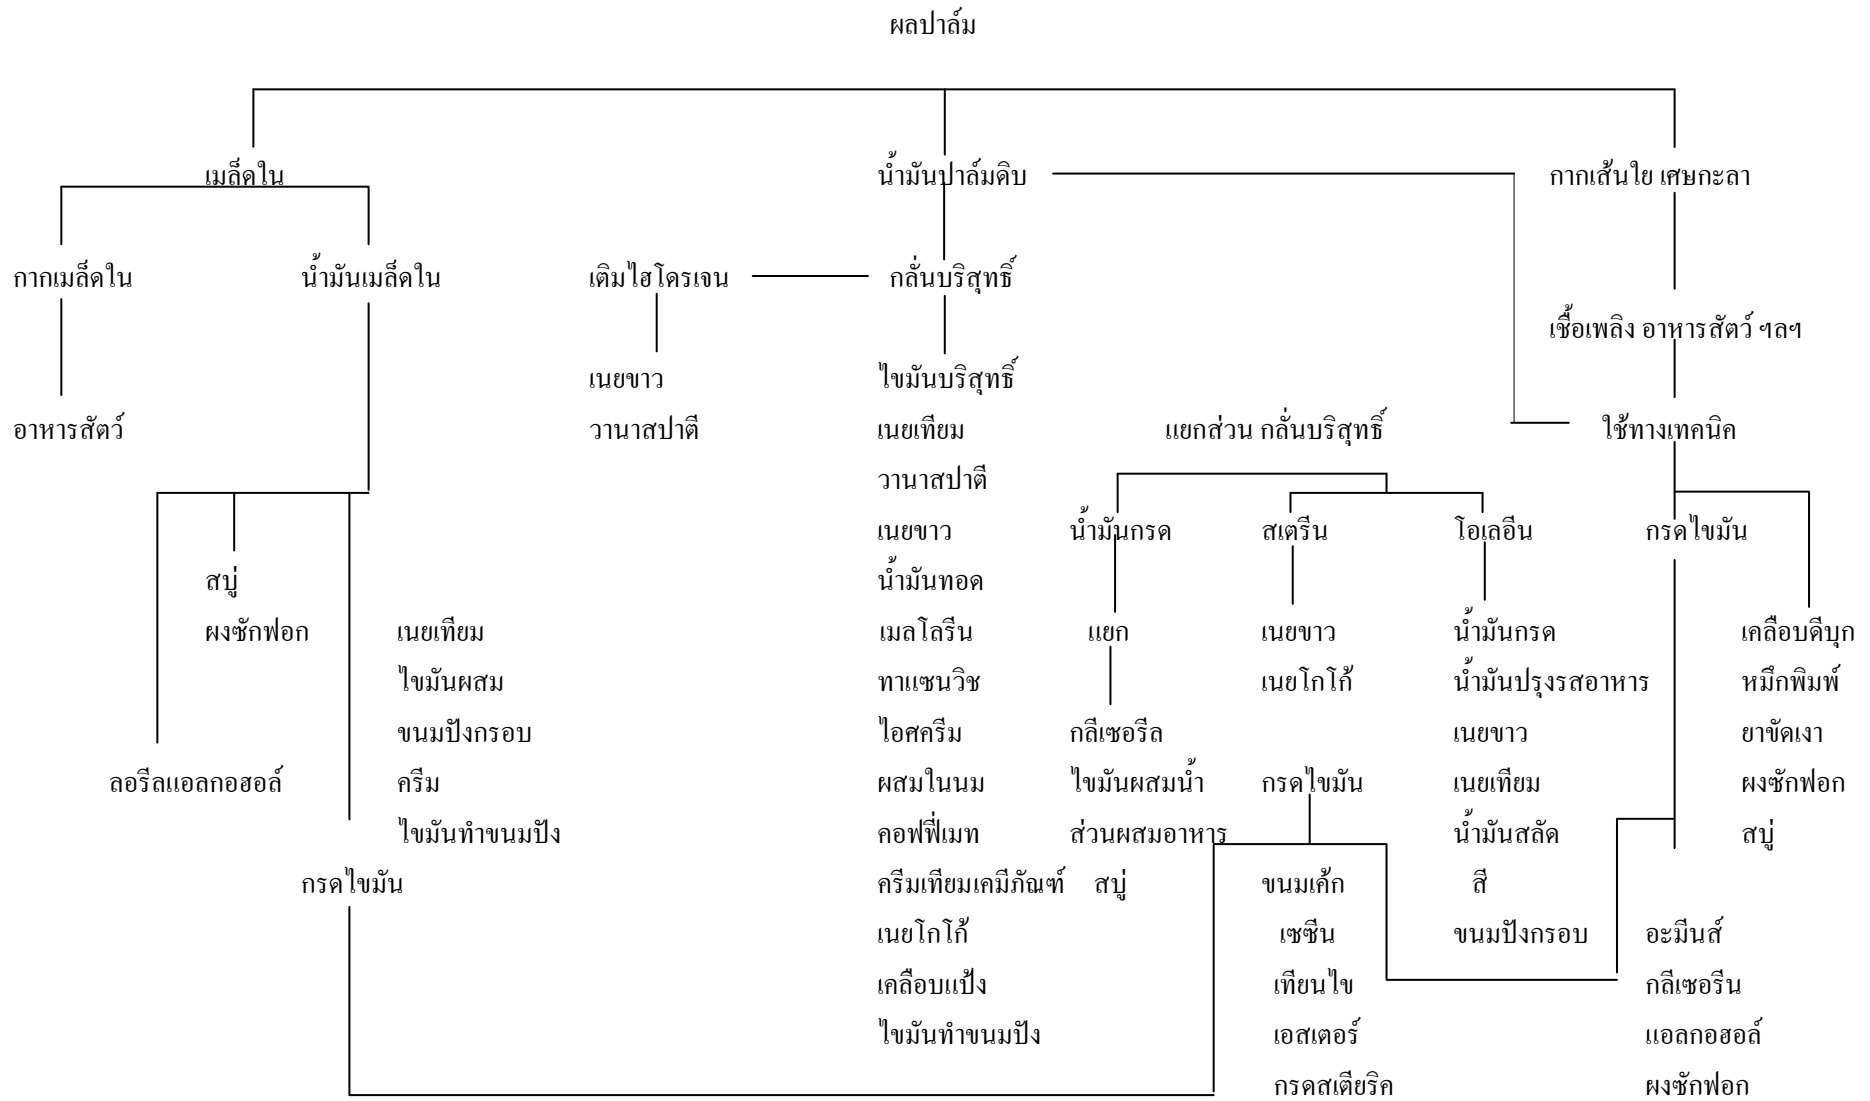 ผลปาล์ม
เมล็ดใน น้ำมันปาล์มดิบ กากเส้นใย เศษกะลา
กากเมล็ดใน น้ำมันเมล็ดใน เติมไฮโดรเจน กลั่นบริสุทธิ์
เชื้อเพลิง อาหารสัตว์ ฯลฯ
เนยขาว ไขมันบริสุทธิ์
อาหารสัตว์ วานาสปาตี เนยเทียม แยกส่วน กลั่นบริสุทธิ์ ใช้ทางเทคนิค
วานาสปาตี
เนยขาว น้ำมันกรด สเตรีน โอเลอีน กรดไขมัน
สบู่ น้ำมันทอด
ผงซักฟอก เนยเทียม เมลโลรีน แยก เนยขาว น้ำมันกรด เคลือบดีบุก
ไขมันผสม ทาแซนวิช เนยโกโก้ น้ำมันปรุงรสอาหาร หมึกพิมพ์
ขนมปังกรอบ ไอศครีม กลีเซอรีล เนยขาว ยาขัดเงา
ลอรีลแอลกอฮอล์ ครีม ผสมในนม ไขมันผสมน้ำ กรดไขมัน เนยเทียม ผงซักฟอก
ไขมันทำขนมปัง คอฟฟี่เมท ส่วนผสมอาหาร น้ำมันสลัด สบู่
กรดไขมัน ครีมเทียมเคมีภัณฑ์ สบู่ ขนมเค้ก สี
เนยโกโก้ เซซีน ขนมปังกรอบ อะมีนส์
เคลือบแป้ง เทียนไข กลีเซอรีน
ไขมันทำขนมปัง เอสเตอร์ แอลกอฮอล์
กรดสเตียริค ผงซักฟอก